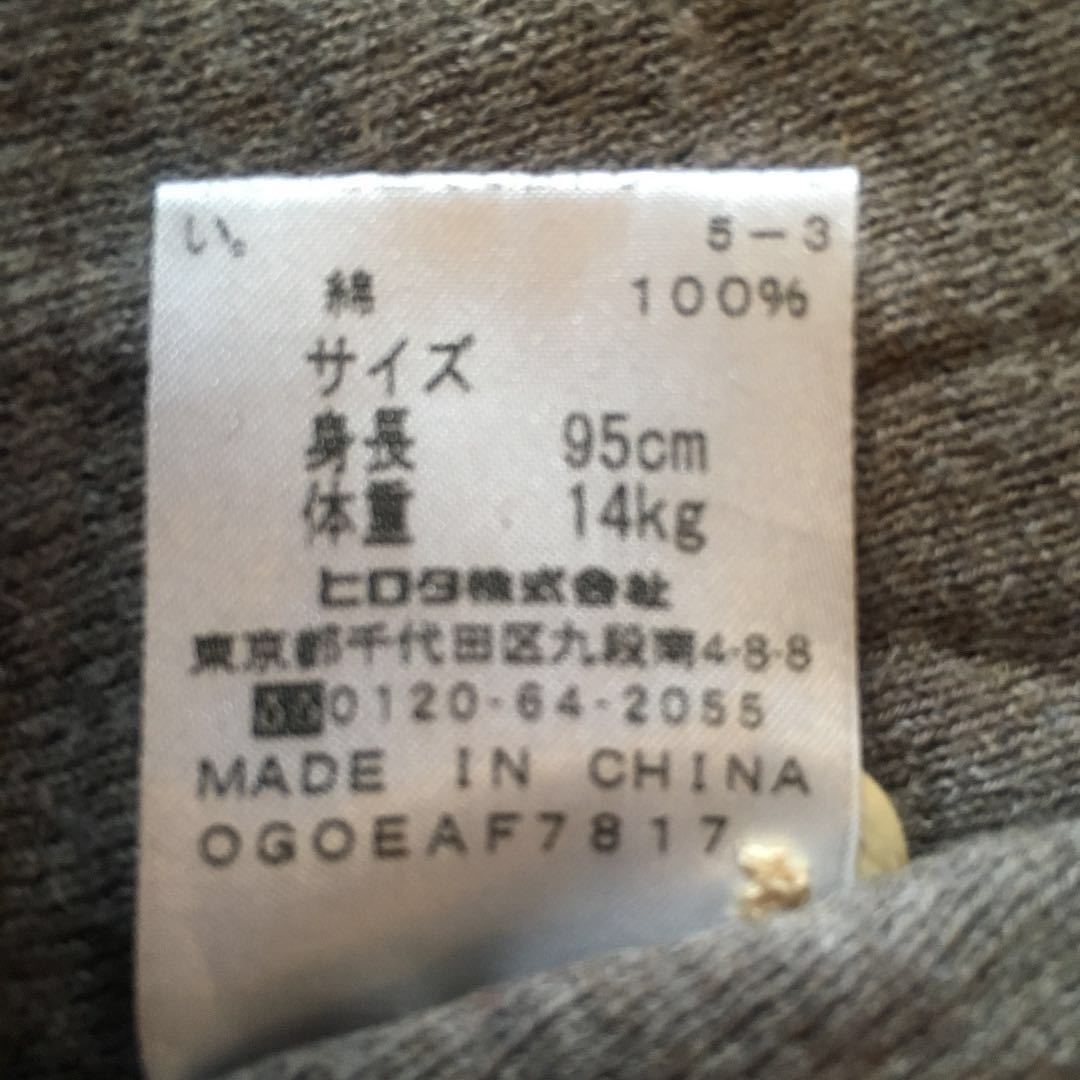 い。 5-3
綿 100%
サイズ
身長 95cm
体重 14kg
ヒロタ株式会社
東京都千代田区九段南4-8-8
0120-64-2055
MADE IN CHINA
OGOEAF7817